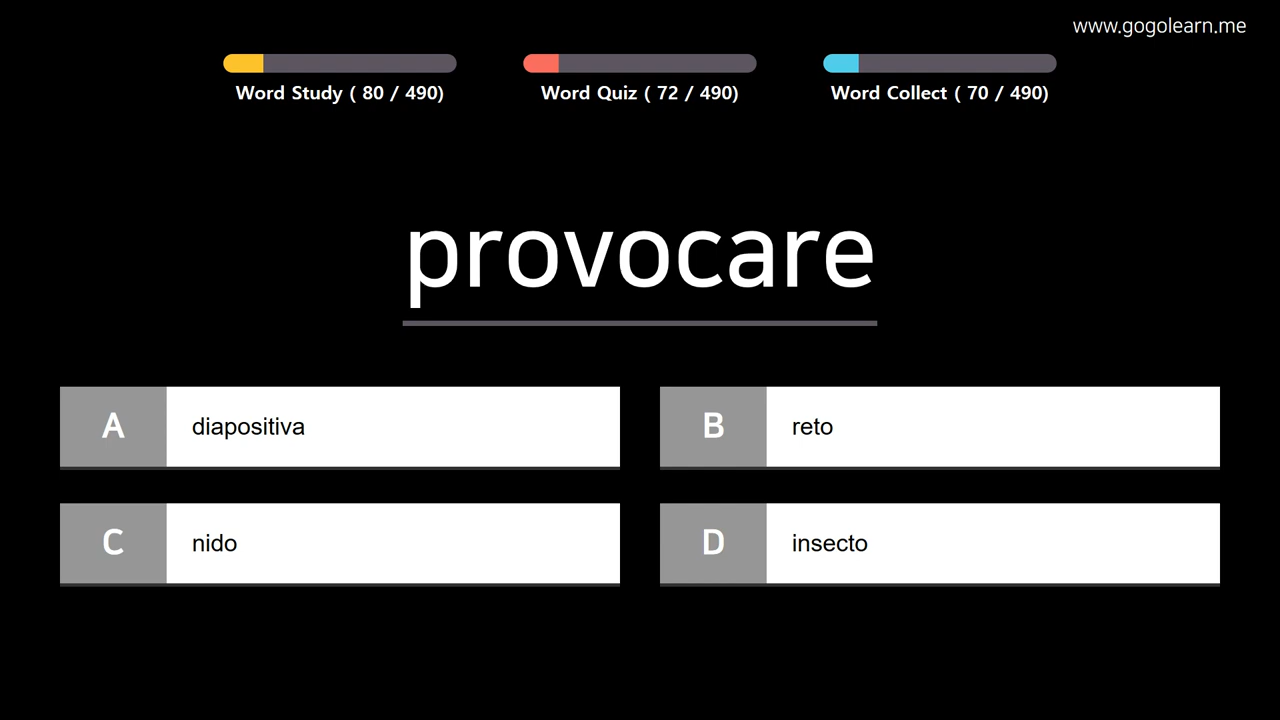 www.gogolearn.me
Word Study ( 80 / 490)
Word Quiz ( 72 / 490)
Word Collect ( 70 / 490)
provocare
A diapositiva
B reto
C nido
D insecto